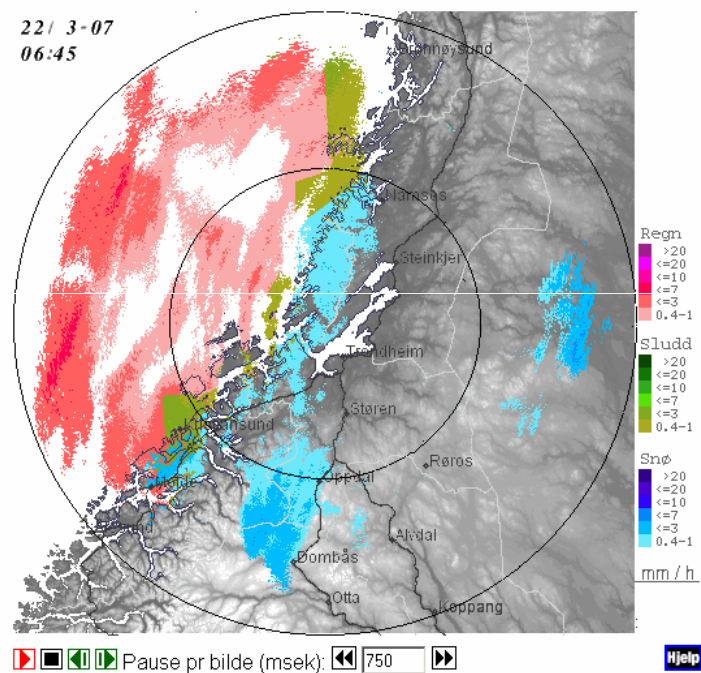 22/ 3-07
06:45
Brønnøysund
Namsos
Steinkjer
Trondheim
Støren
Kristiansund
Molde
Oppdal
Røros
Alvdal
Dombås
Otta
Koppang
Regn
>20
<=20
<=10
<=7
<=3
0.4-1
Sludd
>20
<=20
<=10
<=7
<=3
0.4-1
Snø
>20
<=20
<=10
<=7
<=3
0.4-1
mm/h
Pause pr bilde (msek): 750
Hjelp